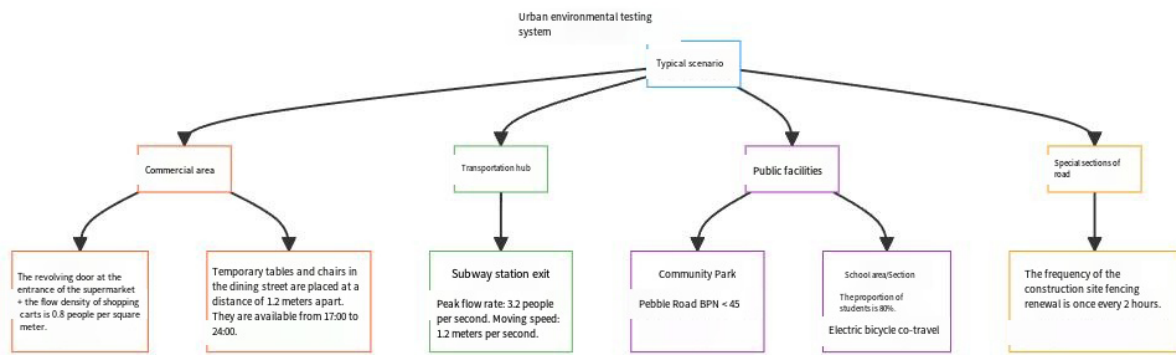 Urban environmental testing
system
Typical scenario
Commercial area
Transportation hub
Public facilities
Special sections of
road
The revolving door at the
entrance of the supermarket
+ the flow density of shopping
carts is 0.8 people per square
meter.
Temporary tables and chairs in
the dining street are placed at a
distance of 1.2 meters apart.
They are available from 17:00 to
24:00.
Subway station exit
Peak flow rate: 3.2 people
per second. Moving speed:
1.2 meters per second.
Community Park
Pebble Road BPN < 45
School area/Section
The proportion of
students is 80%.
Electric bicycle co-travel
The frequency of the
construction site fencing
renewal is once every 2 hours.